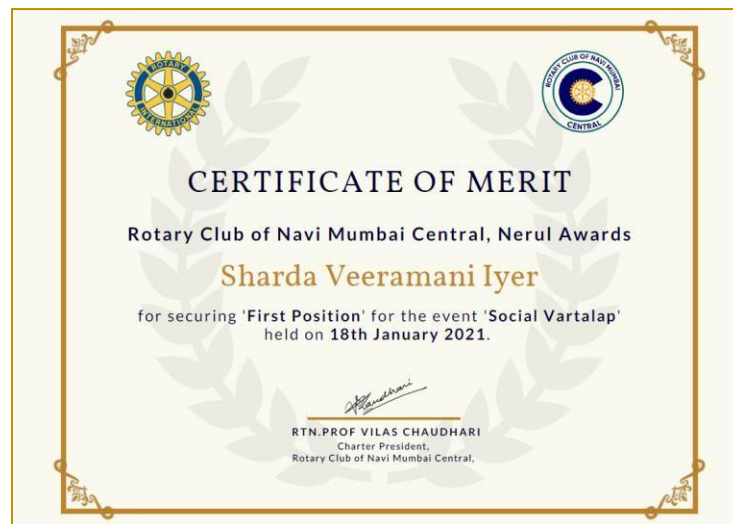 ROTARY
INTERNATIONAL
ROTARY CLUB OF NAVI MUMBAI
CENTRAL
CERTIFICATE OF MERIT
Rotary Club of Navi Mumbai Central, Nerul Awards
Sharda Veeramani Iyer
for securing 'First Position' for the event 'Social Vartalap'
held on 18th January 2021.
RTN.PROF VILAS CHAUDHARI
Charter President,
Rotary Club of Navi Mumbai Central,